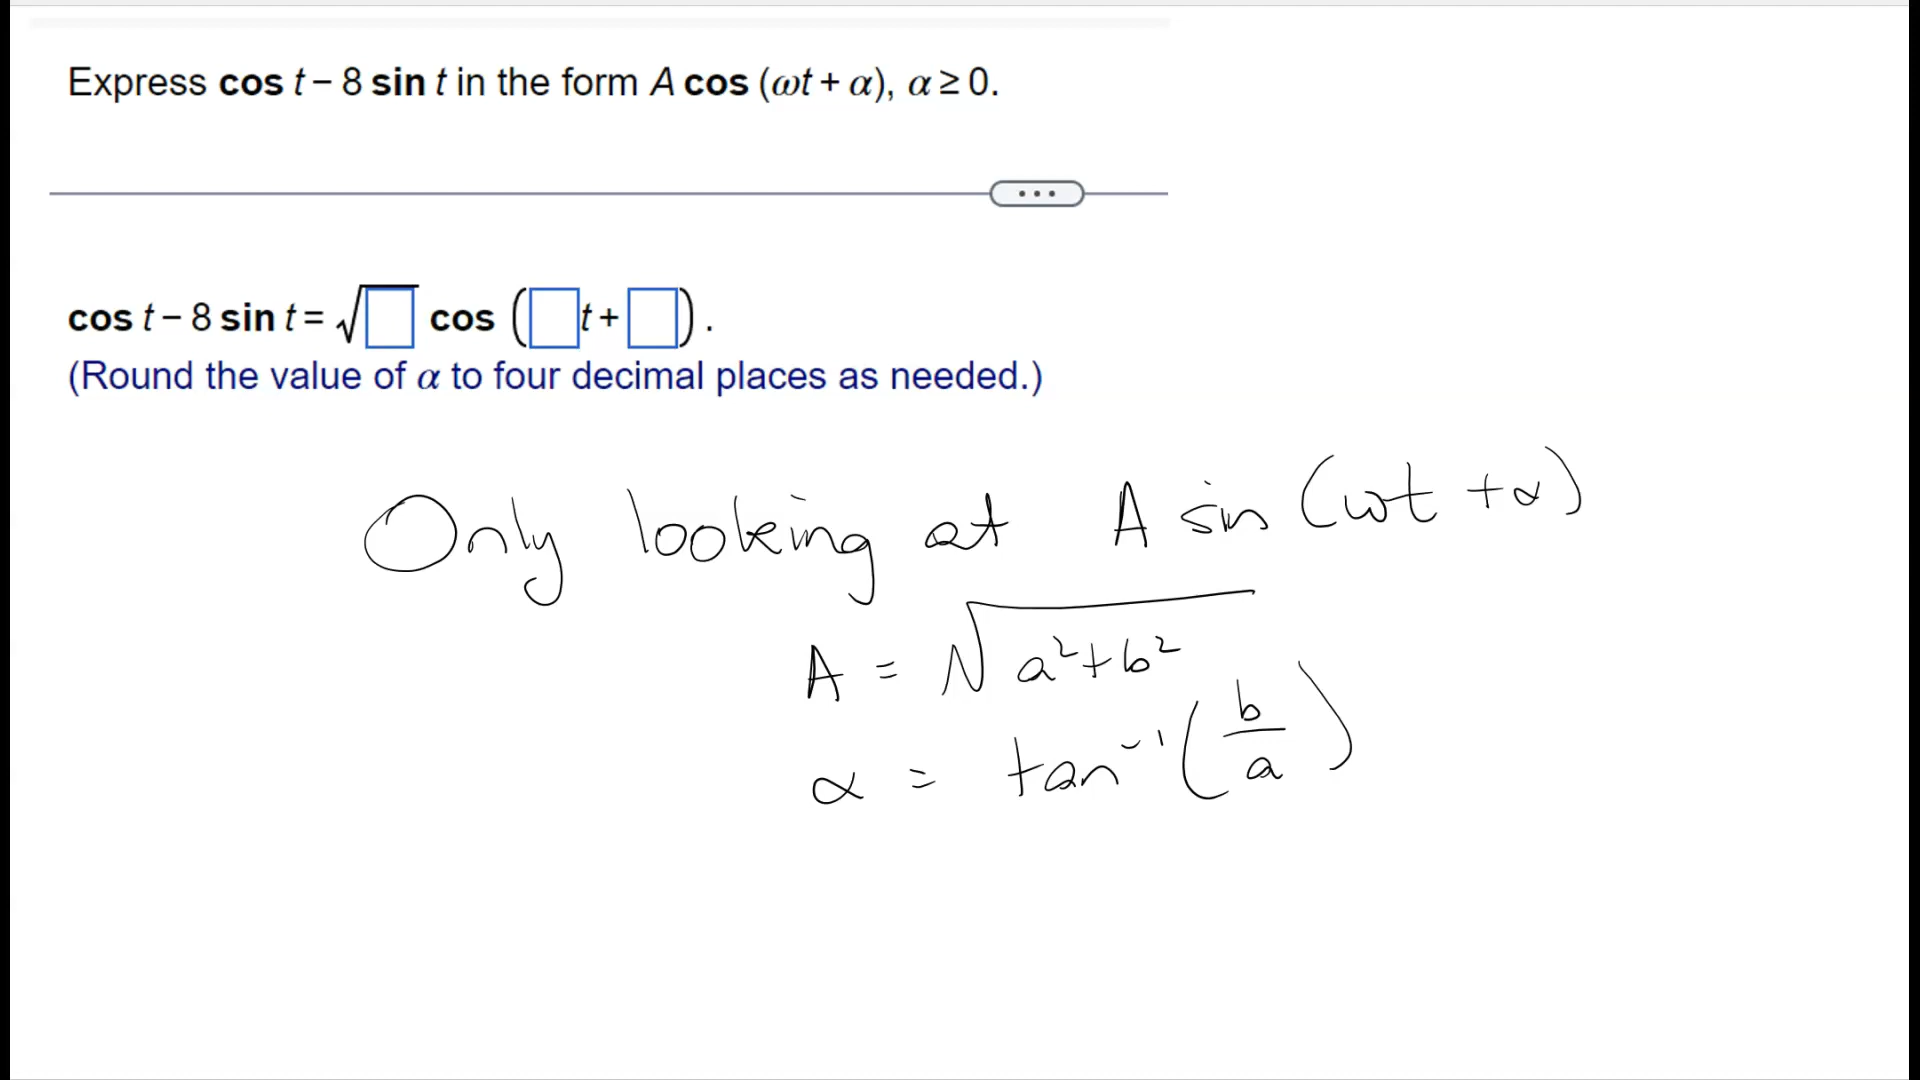 Express cos t − 8 sin t in the form A cos (ωt + α), α ≥ 0.
cos t − 8 sin t = √ cos ( t + ) .
(Round the value of α to four decimal places as needed.)
Only looking at A sin (ωt + α)
A = √a²+b²
α = tan⁻¹ (b/a)